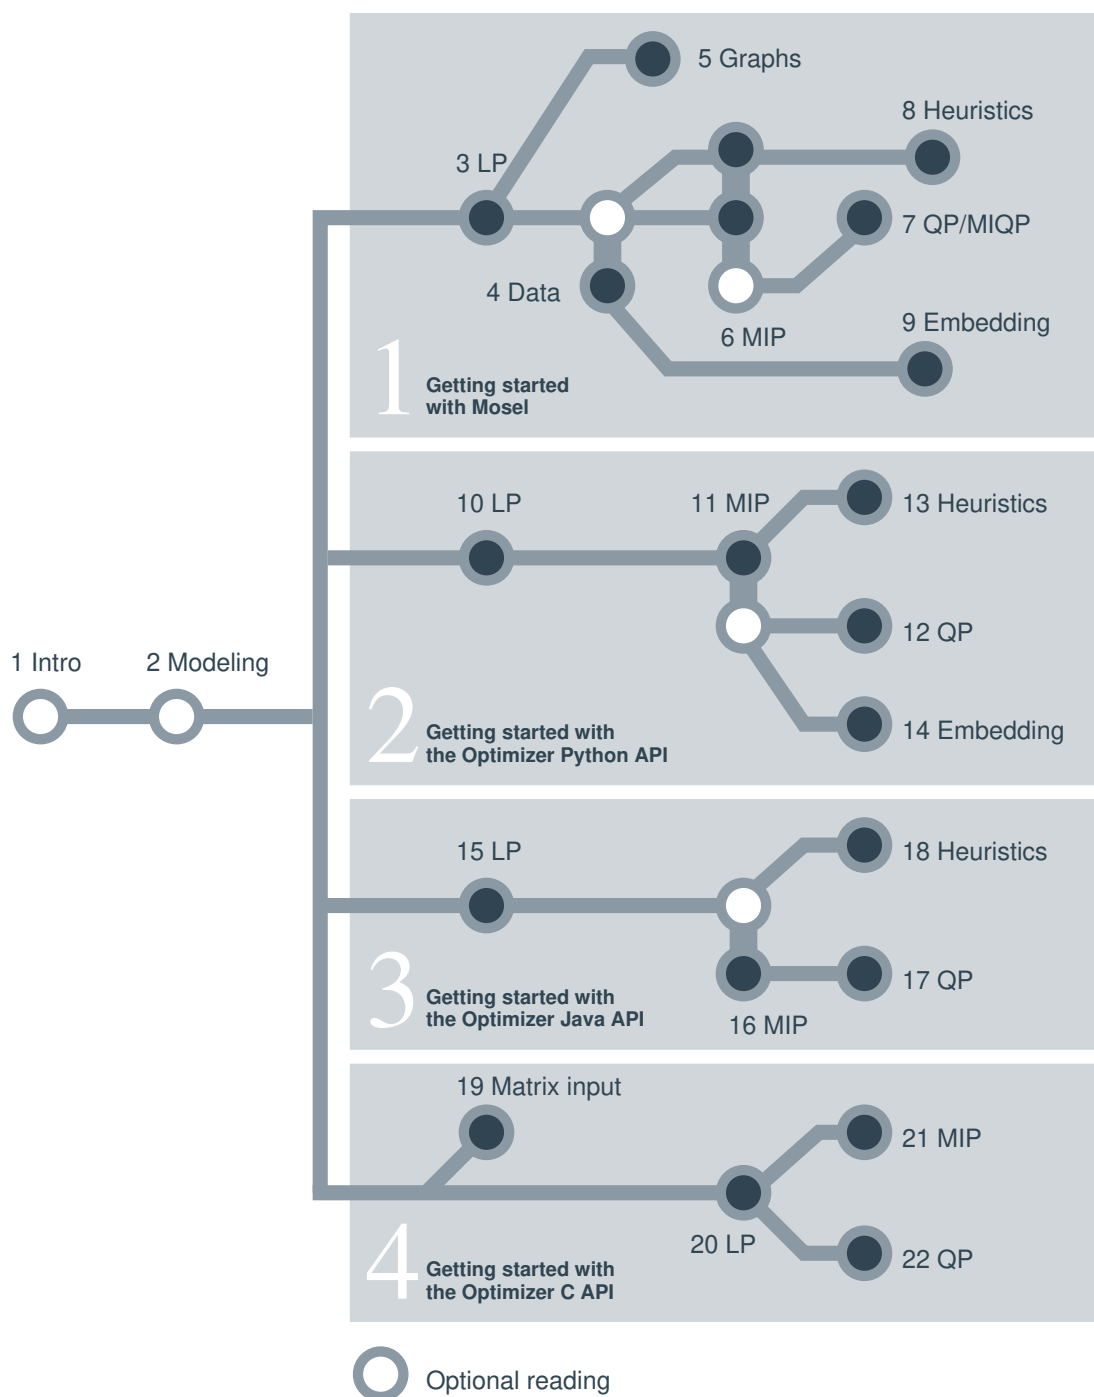 5 Graphs
8 Heuristics
3 LP
7 QP/MIQP
4 Data
6 MIP
9 Embedding
1
Getting started
with Mosel
10 LP
11 MIP
13 Heuristics
12 QP
1 Intro
2 Modeling
14 Embedding
2
Getting started with
the Optimizer Python API
15 LP
18 Heuristics
17 QP
16 MIP
3
Getting started with
the Optimizer Java API
19 Matrix input
21 MIP
20 LP
22 QP
4
Getting started with
the Optimizer C API
Optional reading